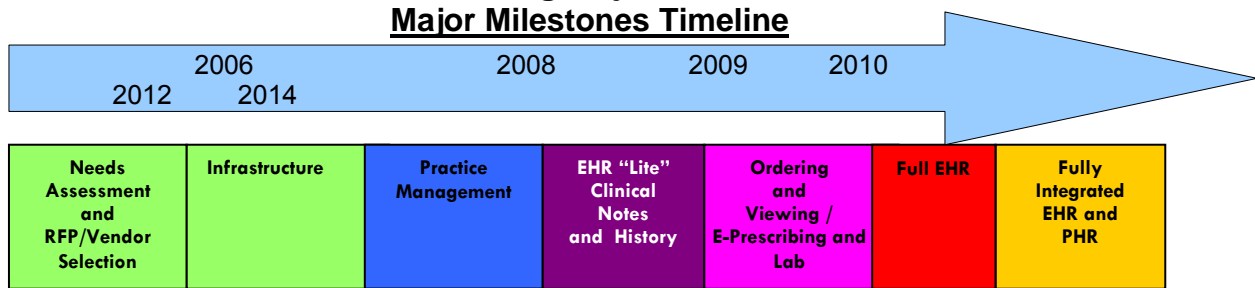 Major Milestones Timeline
2006 2008 2009 2010
2012 2014
Needs
Assessment
and
RFP/Vendor
Selection
Infrastructure
Practice
Management
EHR “Lite”
Clinical
Notes
and History
Ordering
and
Viewing /
E-Prescribing and
Lab
Full EHR
Fully
Integrated
EHR and
PHR